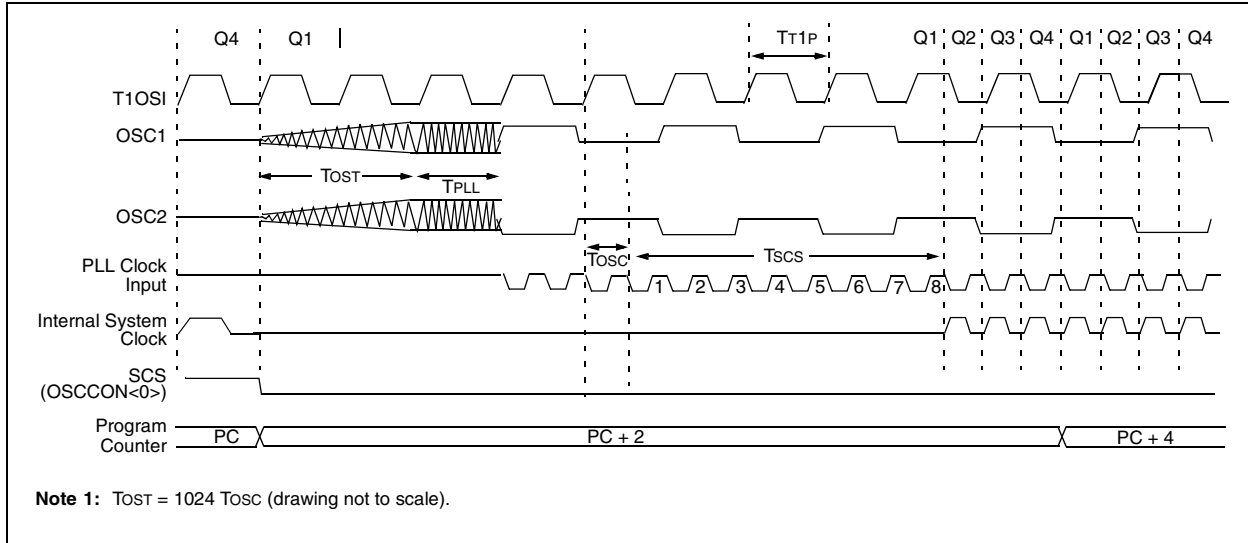 Q4 Q1 TT1P Q1 Q2 Q3 Q4 Q1 Q2 Q3 Q4
T1OSI
OSC1
TOST TPLL
OSC2
TOSC TSCS
PLL Clock
Input
1 2 3 4 5 6 7 8
Internal System
Clock
SCS
(OSCCON<0>)
Program
Counter
PC PC + 2 PC + 4
Note 1: TOST = 1024 TOSC (drawing not to scale).